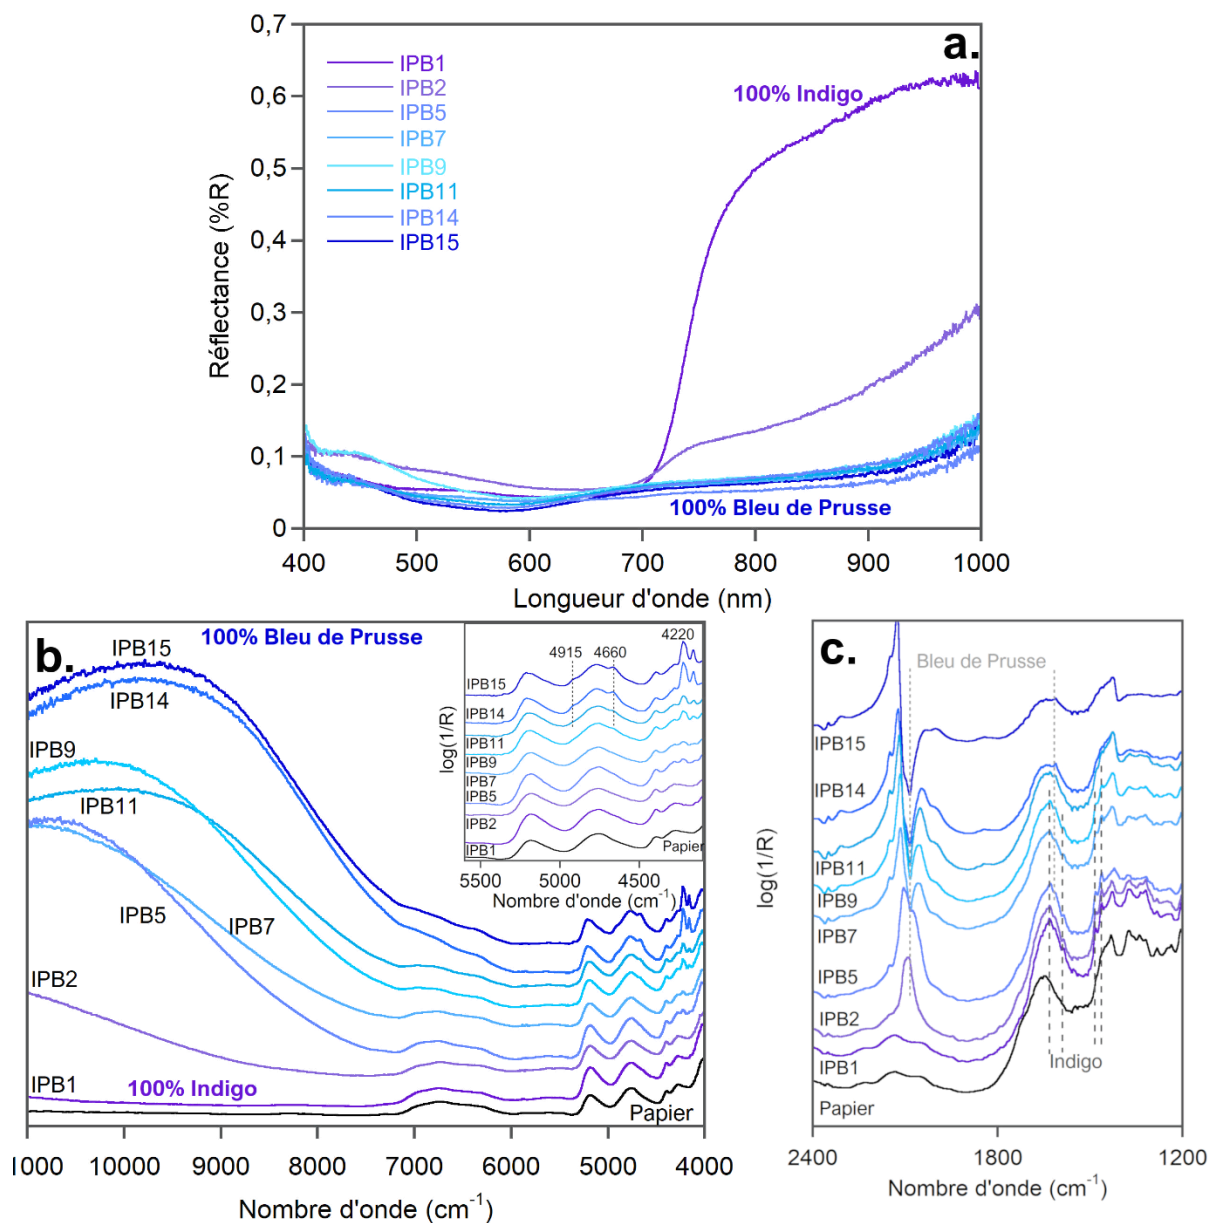 a.
0,7
0,6
0,5
0,4
0,3
0,2
0,1
0
Réflectance (%R)
IPB1
IPB2
IPB5
IPB7
IPB9
IPB11
IPB14
IPB15
100% Indigo
100% Bleu de Prusse
400 500 600 700 800 900 1000
Longueur d'onde (nm)
b.
100% Bleu de Prusse
IPB15
IPB14
IPB9
IPB11
IPB5
IPB7
IPB2
IPB1
100% Indigo
Papier
1000 10000 9000 8000 7000 6000 5000 4000
Nombre d'onde (cm-1)
4220
4915 4660
log(1/R)
IPB15
IPB14
IPB11
IPB9
IPB7
IPB5
IPB2
IPB1
Papier
5500 5000 4500
Nombre d'onde (cm-1)
c.
Bleu de Prusse
log(1/R)
IPB15
IPB14
IPB11
IPB9
IPB7
IPB5
IPB2
IPB1
Indigo
Papier
2400 1800 1200
Nombre d'onde (cm-1)